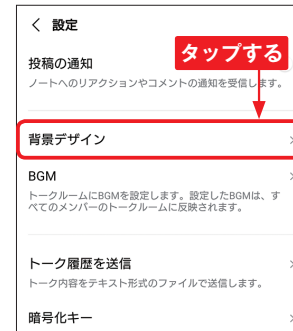 設定
タップする
投稿の通知
ノートへのリアクションやコメントの通知を受信します。
背景デザイン
BGM
トークルームにBGMを設定します。設定したBGMは、す
べてのメンバーのトークルームに反映されます。
トーク履歴を送信
トーク内容をテキスト形式のファイルで送信します。
暗号化キー